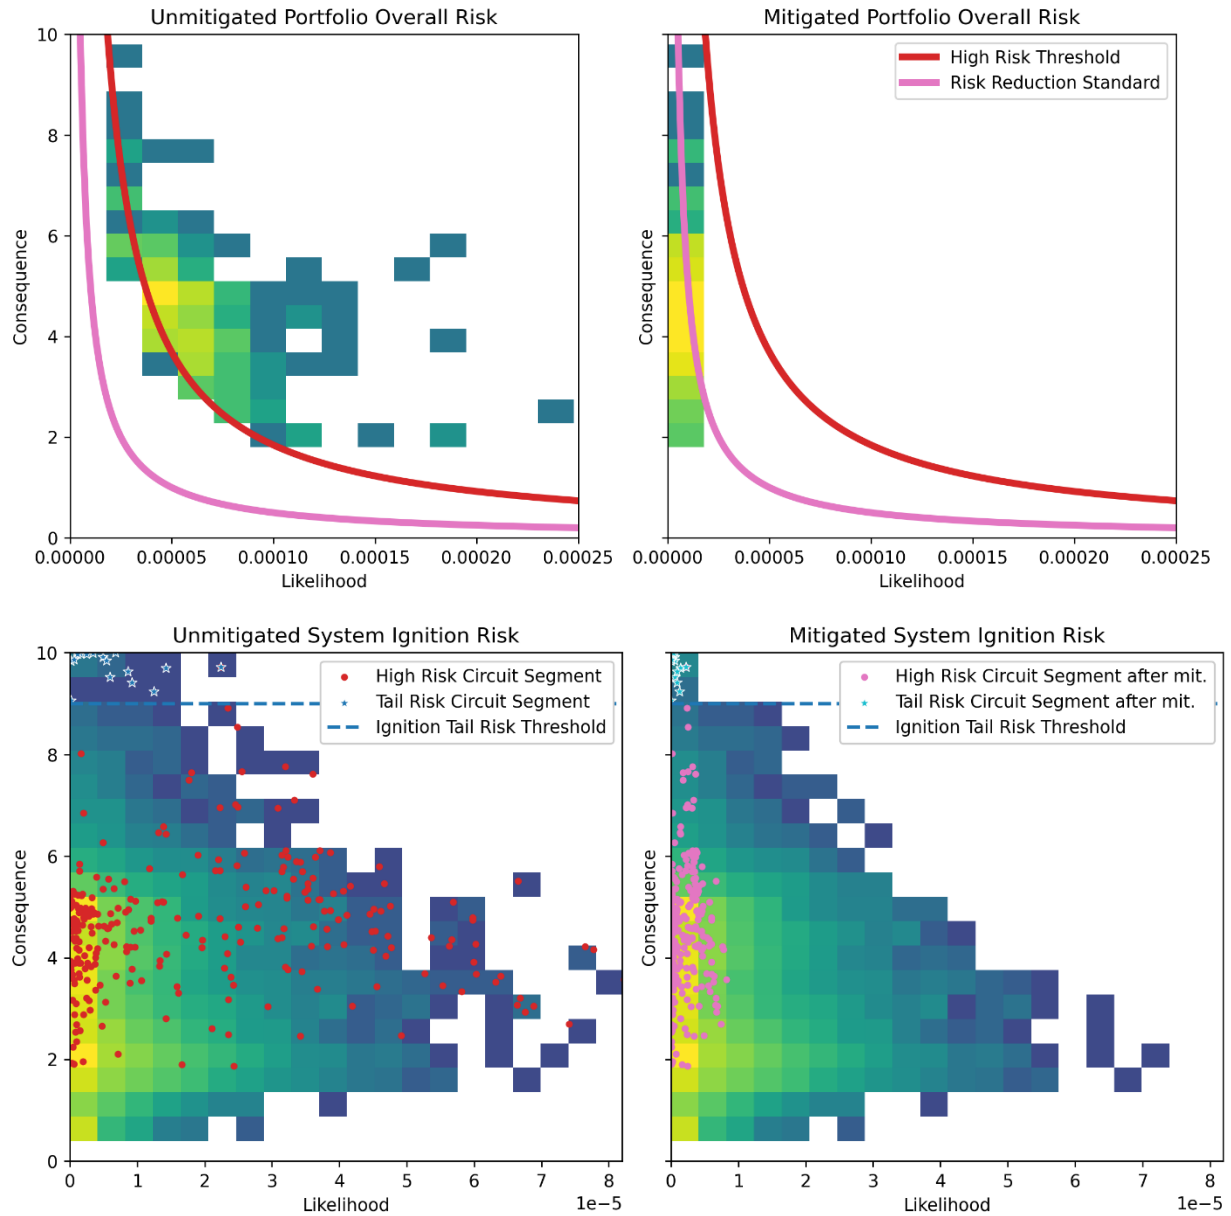 Unmitigated Portfolio Overall Risk
10
8
6
4
2
0
Consequence
0.00000 0.00005 0.00010 0.00015 0.00020 0.00025
Likelihood
Mitigated Portfolio Overall Risk
High Risk Threshold
Risk Reduction Standard
Consequence
0.00000 0.00005 0.00010 0.00015 0.00020 0.00025
Likelihood
Unmitigated System Ignition Risk
10
8
6
4
2
0
Consequence
High Risk Circuit Segment
Tail Risk Circuit Segment
Ignition Tail Risk Threshold
0 1 2 3 4 5 6 7 8
1e−5
Likelihood
Mitigated System Ignition Risk
Consequence
High Risk Circuit Segment after mit.
Tail Risk Circuit Segment after mit.
Ignition Tail Risk Threshold
0 1 2 3 4 5 6 7 8
1e−5
Likelihood